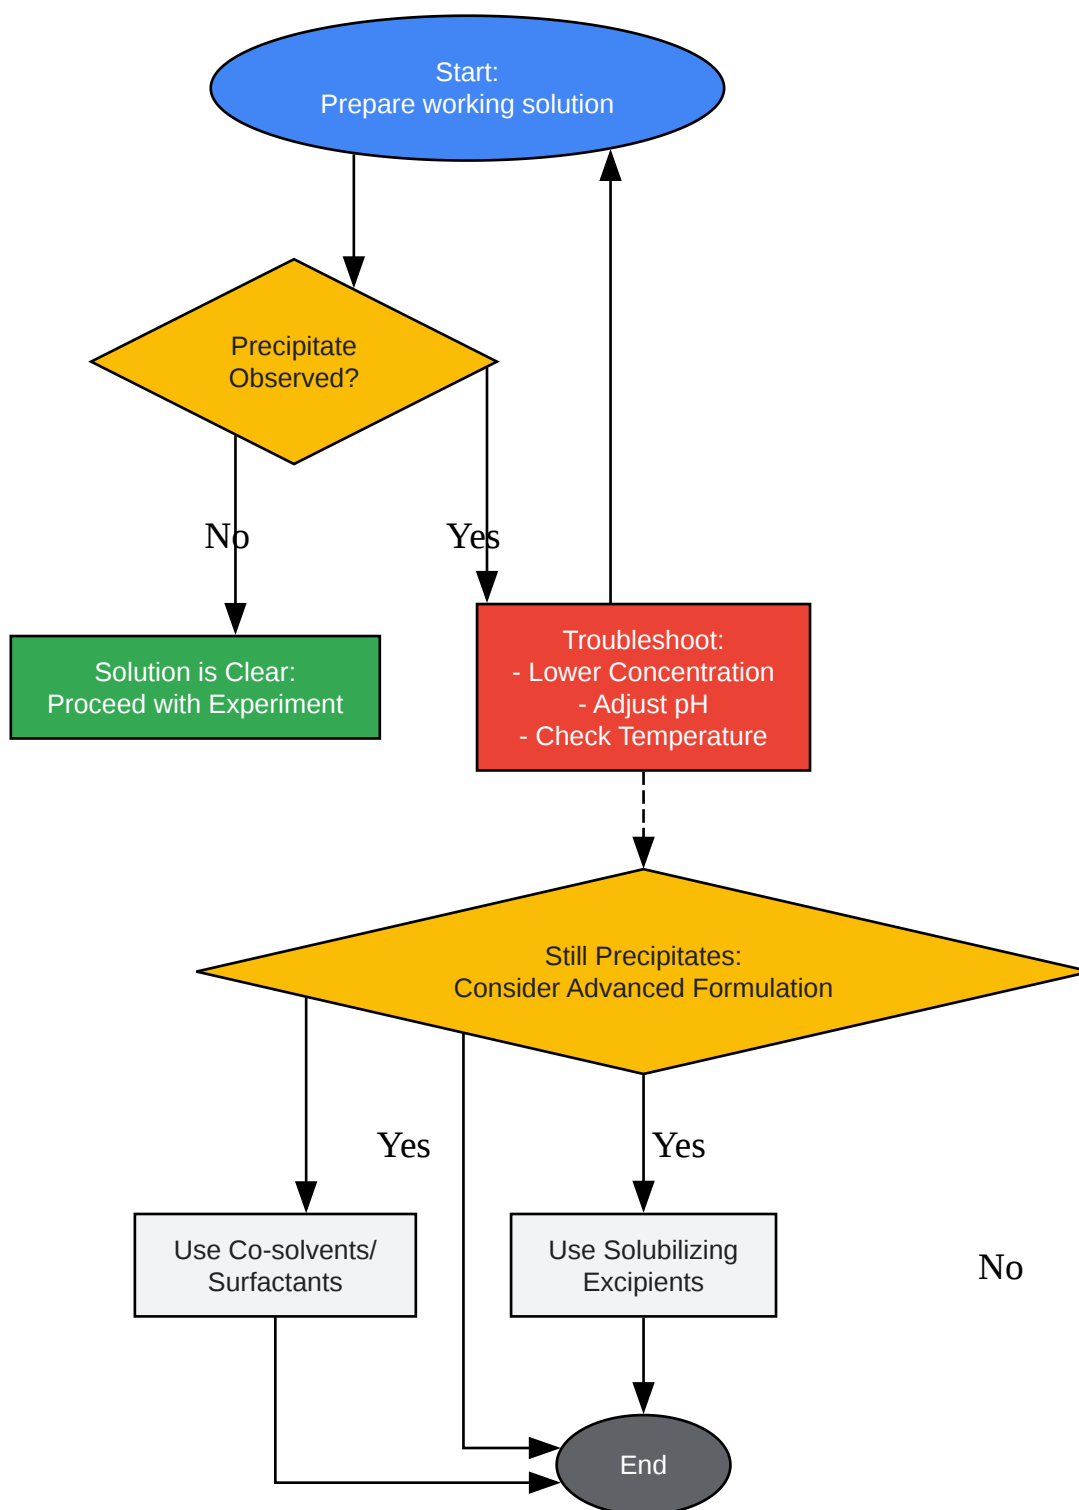 Start:
Prepare working solution
Precipitate
Observed?
No
Yes
Solution is Clear:
Proceed with Experiment
Troubleshoot:
- Lower Concentration
- Adjust pH
- Check Temperature
Still Precipitates:
Consider Advanced Formulation
Yes
Yes
Use Co-solvents/
Surfactants
Use Solubilizing
Excipients
No
End